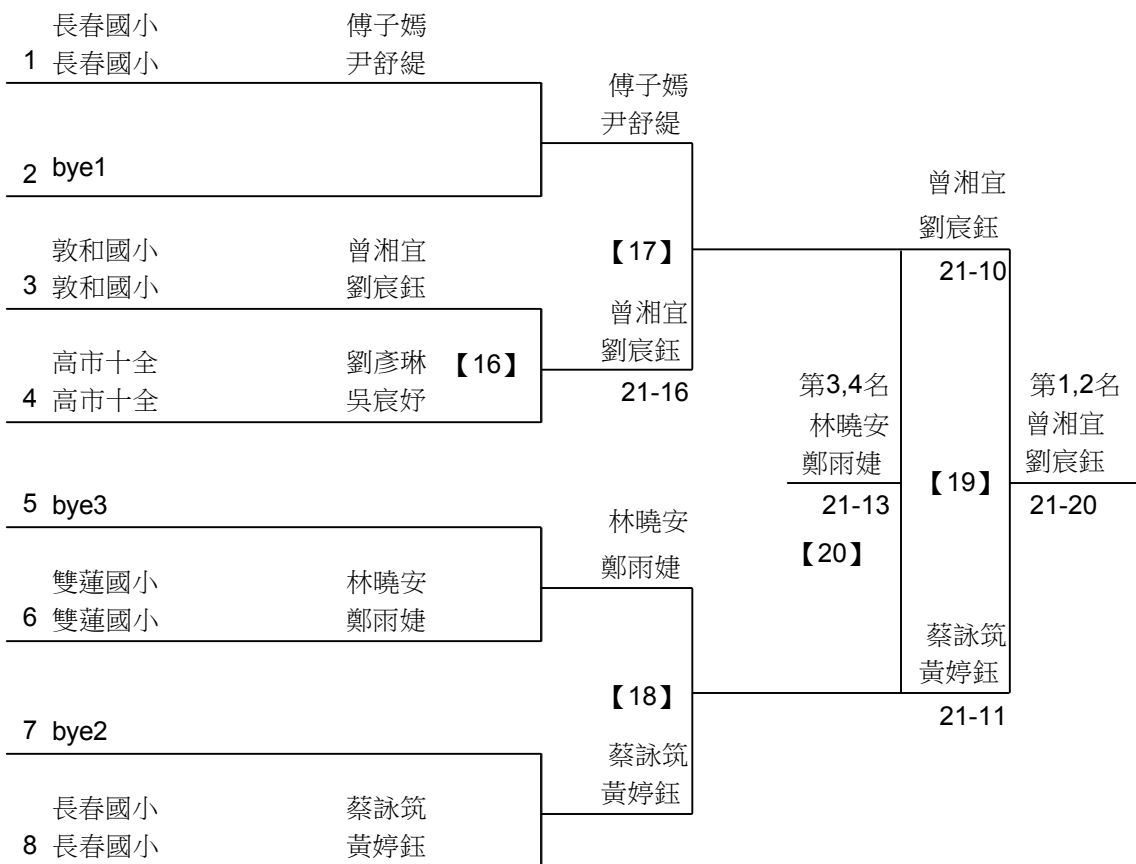 長春國小 傅子嫣
1 長春國小 尹舒緹
傅子嫣
尹舒緹
2 bye1
曾湘宜
劉宸鈺
21-10
敦和國小 曾湘宜
3 敦和國小 劉宸鈺
【17】
曾湘宜
劉宸鈺
21-16
高市十全 劉彥琳 【16】
4 高市十全 吳宸妤
第3,4名
林曉安
鄭雨婕
21-13
【20】
【19】
第1,2名
曾湘宜
劉宸鈺
21-20
5 bye3
林曉安
鄭雨婕
雙蓮國小 林曉安
6 雙蓮國小 鄭雨婕
蔡詠筑
黃婷鈺
21-11
【18】
7 bye2
蔡詠筑
黃婷鈺
長春國小 蔡詠筑
8 長春國小 黃婷鈺